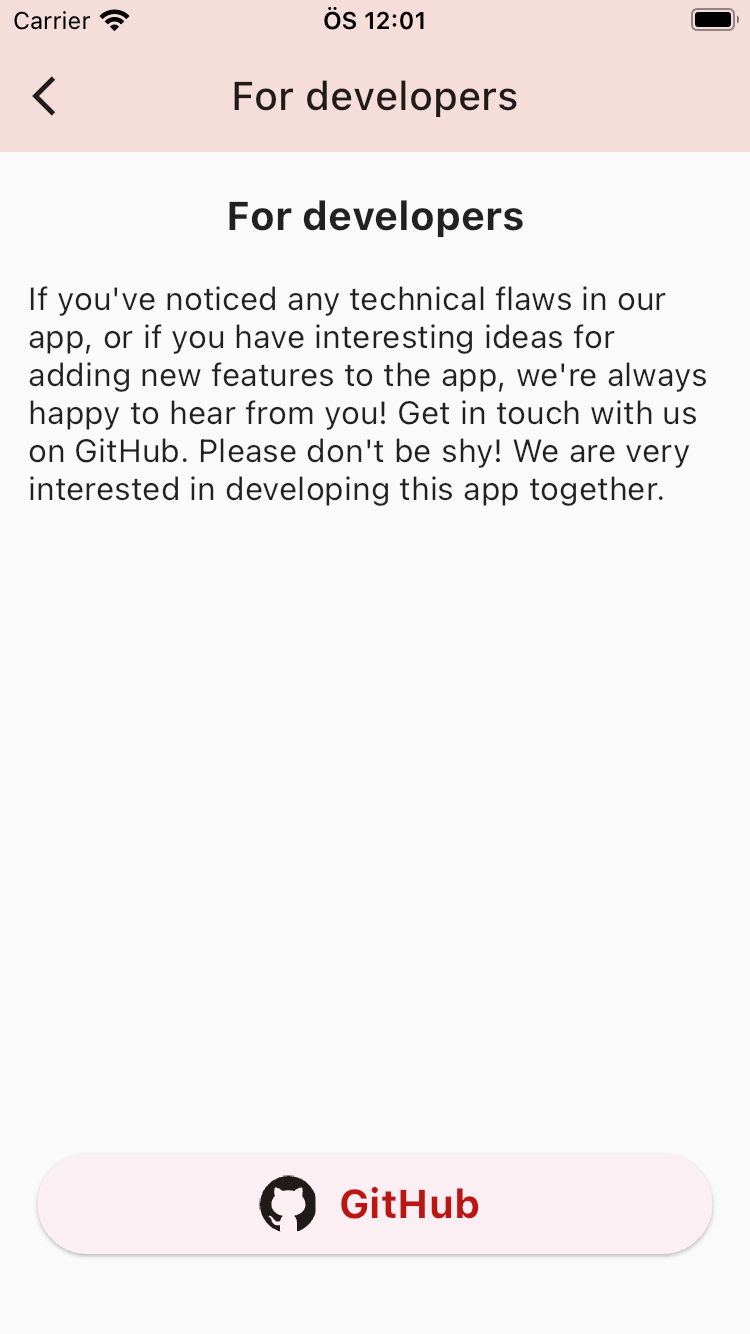 Carrier ÖS 12:01
For developers
For developers
If you've noticed any technical flaws in our
app, or if you have interesting ideas for
adding new features to the app, we're always
happy to hear from you! Get in touch with us
on GitHub. Please don't be shy! We are very
interested in developing this app together.
GitHub